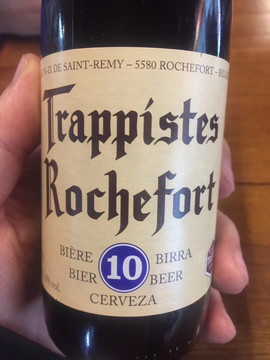 N-D. DE SAINT-REMY – 5580 ROCHEFORT -
Trappistes
Rochefort
BIÈRE 10 BIRRA
BIER BEER
CERVEZA